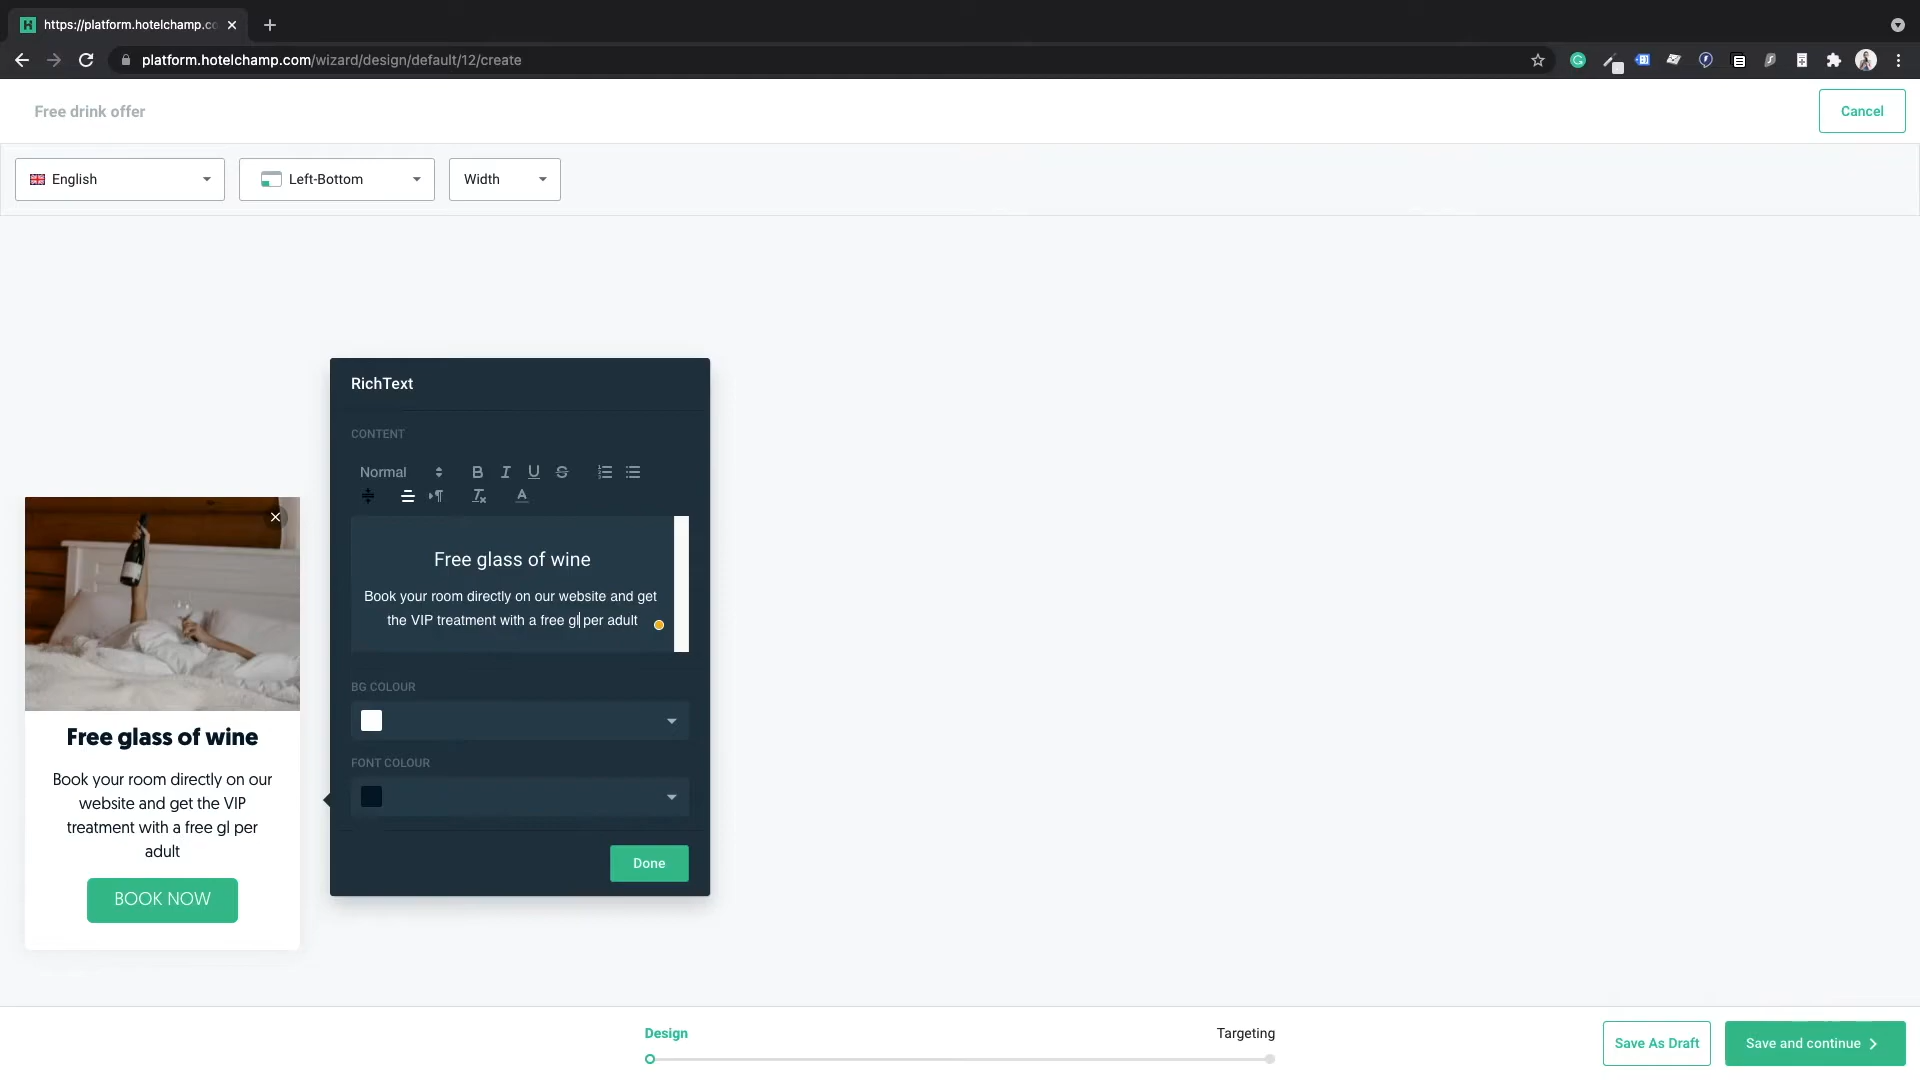 https://platform.hotelchamp.co
platform.hotelchamp.com/wizard/design/default/12/create
Free drink offer
Cancel
English
Left-Bottom
Width
RichText
CONTENT
Normal
Free glass of wine
Book your room directly on our website and get
the VIP treatment with a free gl per adult
BG COLOUR
FONT COLOUR
Done
Free glass of wine
Book your room directly on our
website and get the VIP
treatment with a free gl per
adult
BOOK NOW
Design
Targeting
Save As Draft
Save and continue